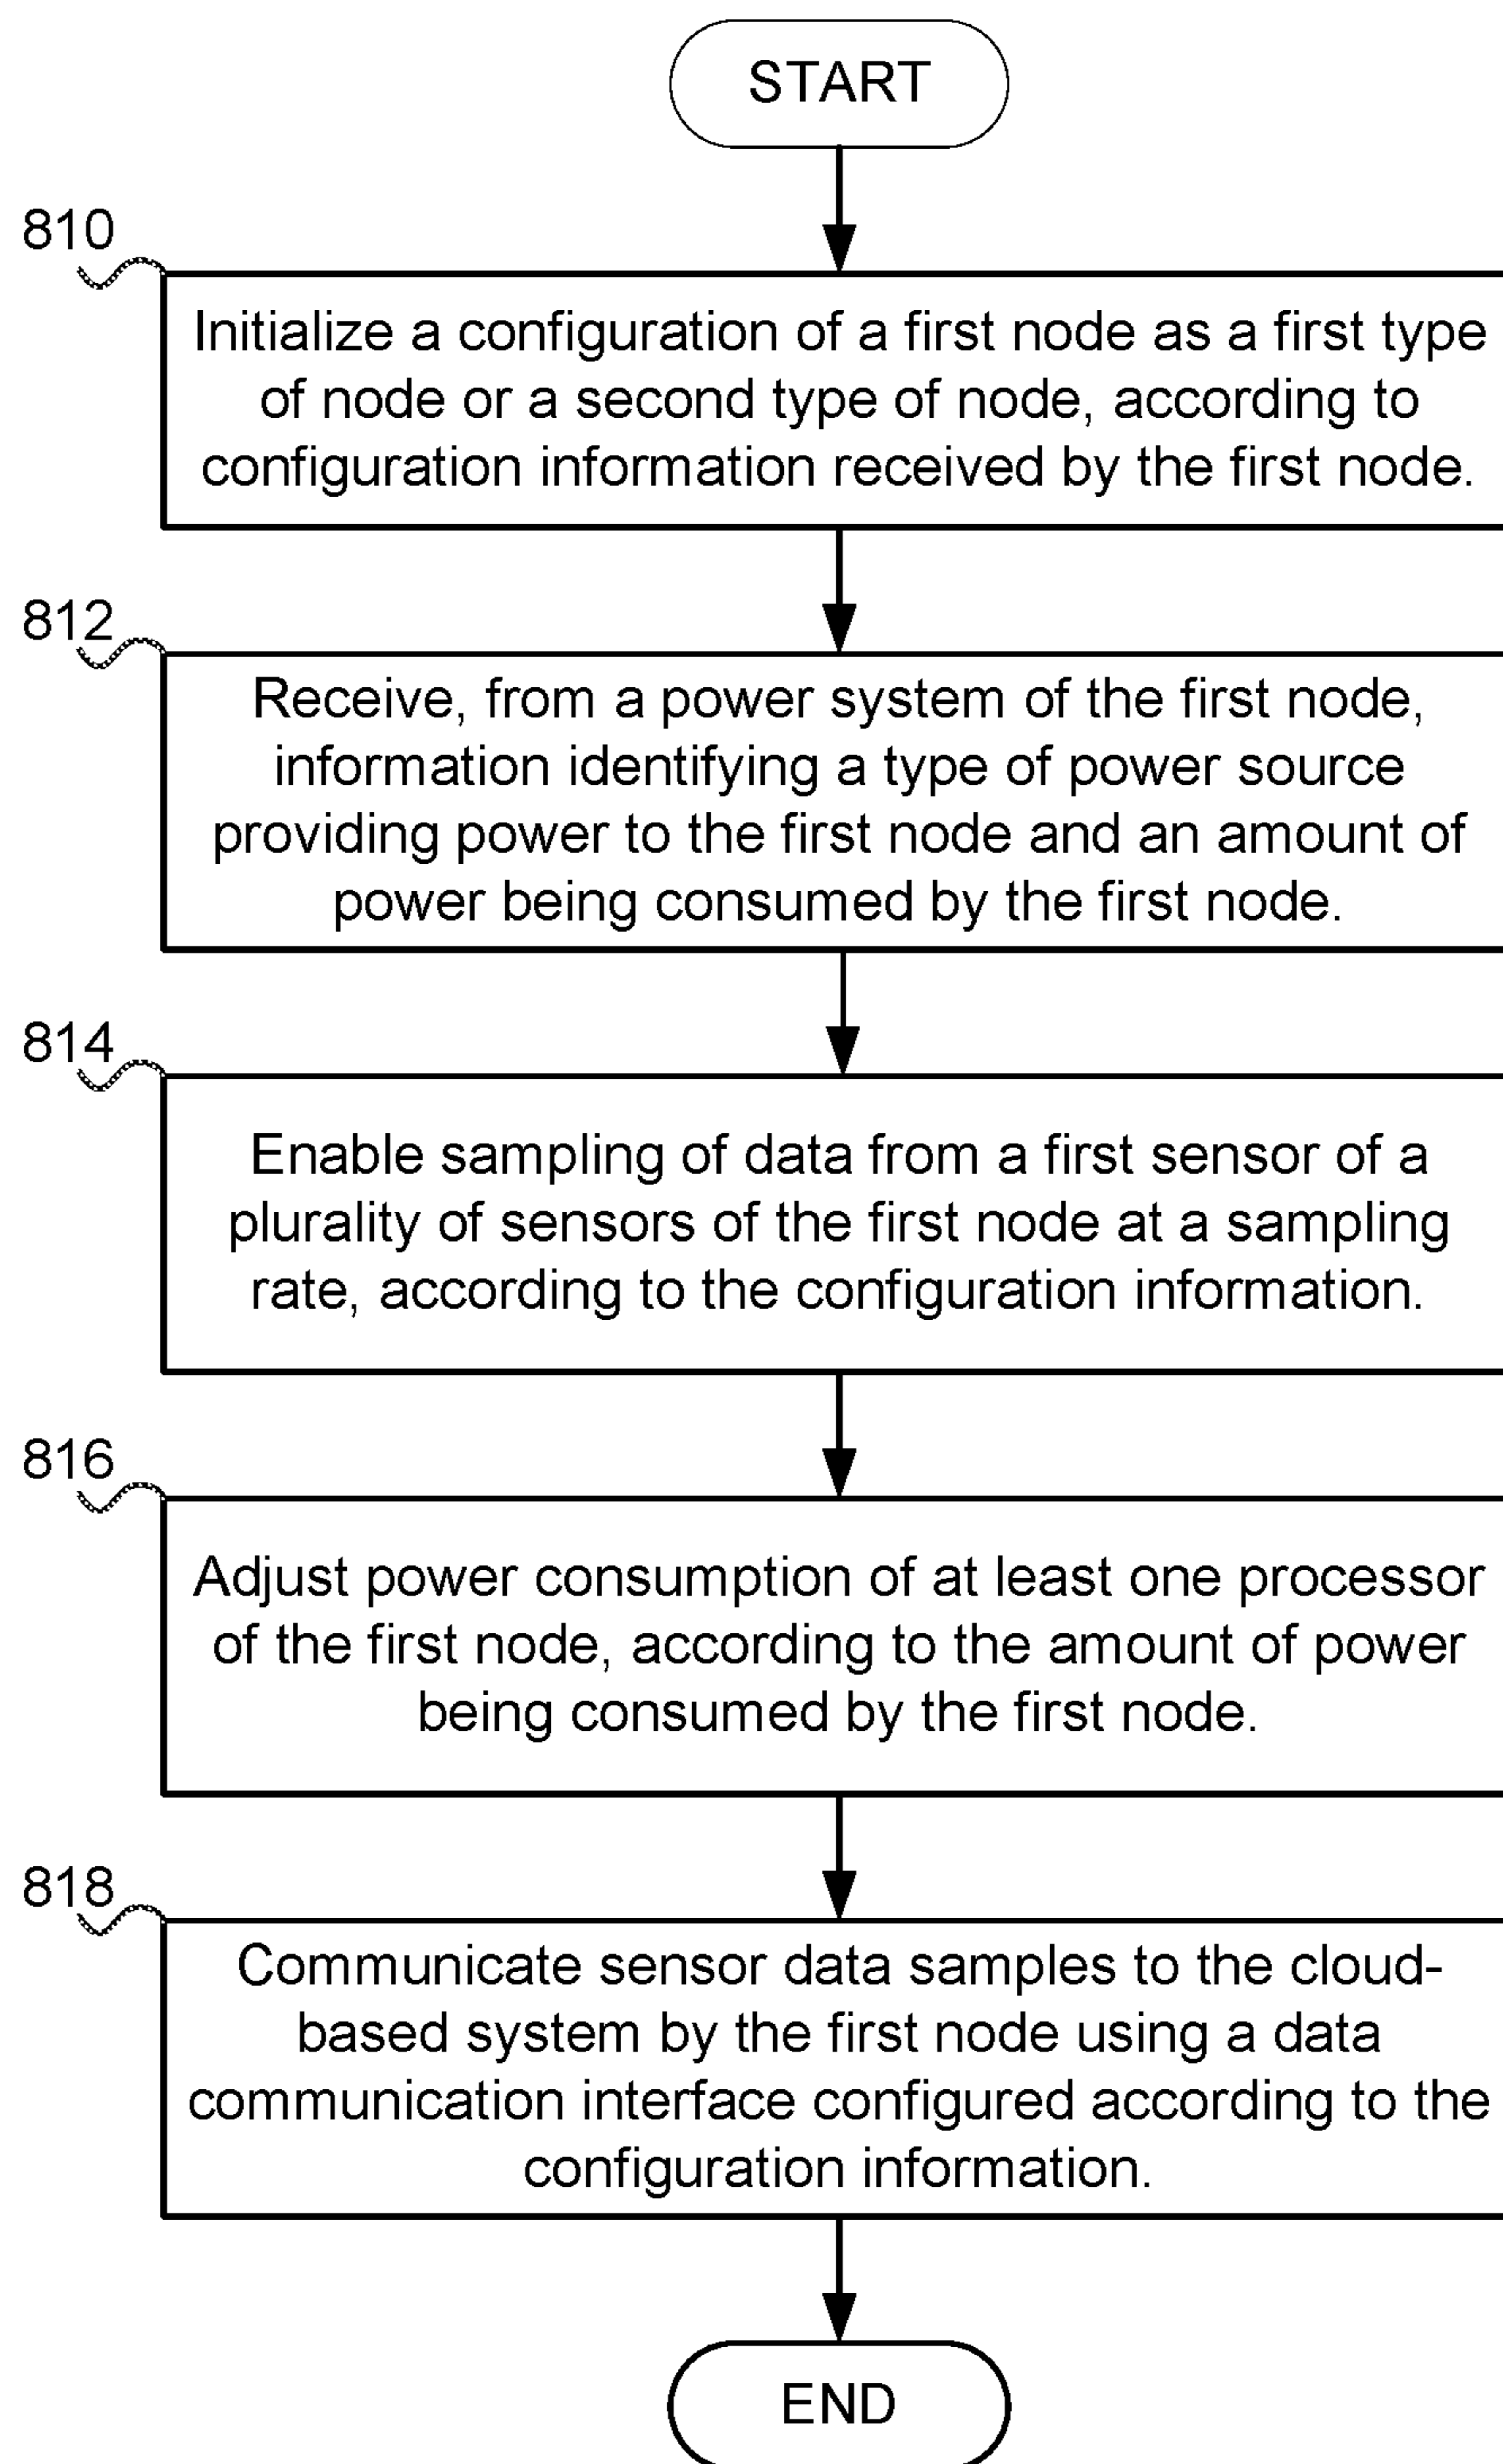 START
810
Initialize a configuration of a first node as a first type
of node or a second type of node, according to
configuration information received by the first node.
812
Receive, from a power system of the first node,
information identifying a type of power source
providing power to the first node and an amount of
power being consumed by the first node.
814
Enable sampling of data from a first sensor of a
plurality of sensors of the first node at a sampling
rate, according to the configuration information.
816
Adjust power consumption of at least one processor
of the first node, according to the amount of power
being consumed by the first node.
818
Communicate sensor data samples to the cloud-
based system by the first node using a data
communication interface configured according to the
configuration information.
END